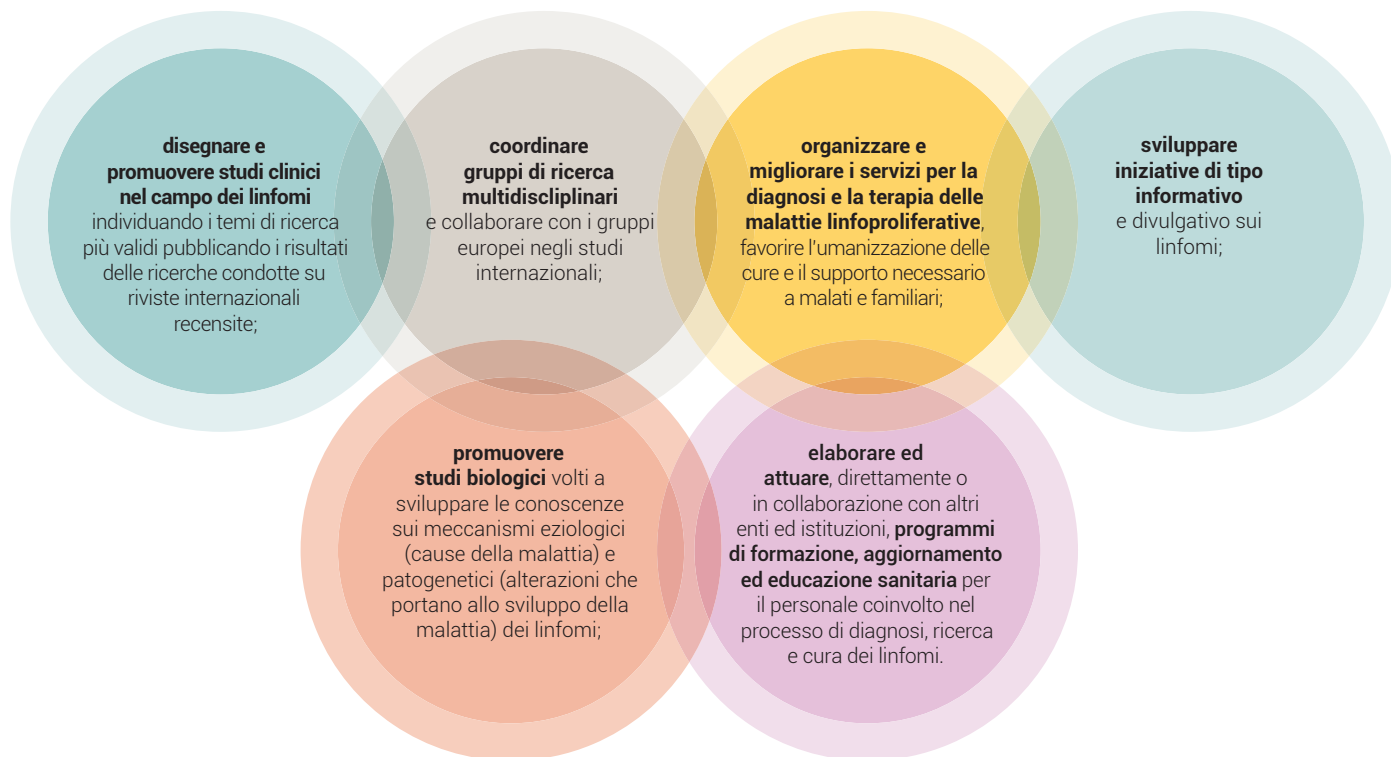 disegnare e
promuovere studi clinici
nel campo dei linfomi
individuando i temi di ricerca
più validi pubblicando i risultati
delle ricerche condotte su
riviste internazionali
recensite;
coordinare
gruppi di ricerca
multidiscliplinari
e collaborare con i gruppi
europei negli studi
internazionali;
organizzare e
migliorare i servizi per la
diagnosi e la terapia delle
malattie linfoproliferative,
favorire l'umanizzazione delle
cure e il supporto necessario
a malati e familiari;
sviluppare
iniziative di tipo
informativo
e divulgativo sui
linfomi;
promuovere
studi biologici volti a
sviluppare le conoscenze
sui meccanismi eziologici
(cause della malattia) e
patogenetici (alterazioni che
portano allo sviluppo della
malattia) dei linfomi;
elaborare ed
attuare, direttamente o
in collaborazione con altri
enti ed istituzioni, programmi
di formazione, aggiornamento
ed educazione sanitaria per
il personale coinvolto nel
processo di diagnosi, ricerca
e cura dei linfomi.